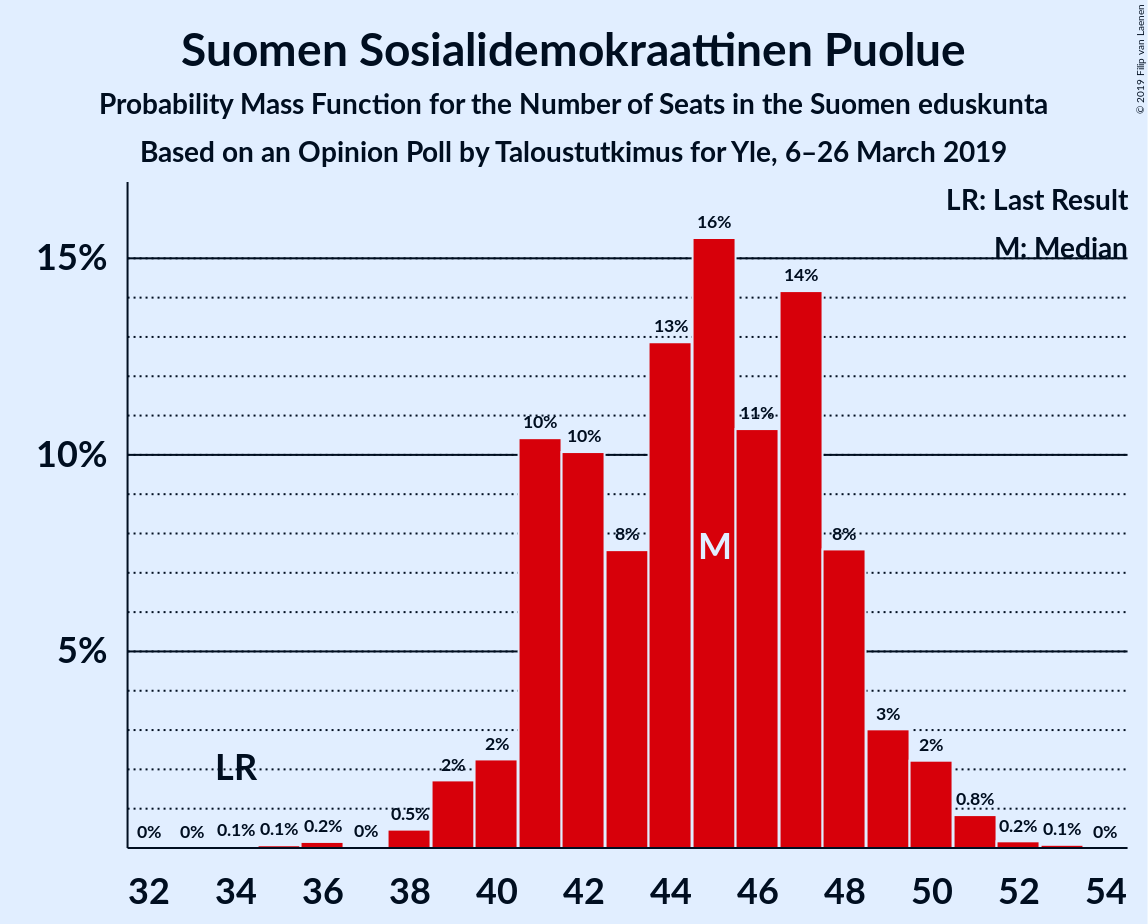 Suomen Sosialidemokraattinen Puolue
Probability Mass Function for the Number of Seats in the Suomen eduskunta
Based on an Opinion Poll by Taloustutkimus for Yle, 6–26 March 2019
© 2019 Filip van Laenen
LR: Last Result
M: Median
15%
10%
5%
0% 0% 0.1% 0.1% 0.2% 0% 0.5% 2% 2% 10% 10% 8% 13% 16% 11% 14% 8% 3% 2% 0.8% 0.2% 0.1% 0%
LR
M
32 34 36 38 40 42 44 46 48 50 52 54